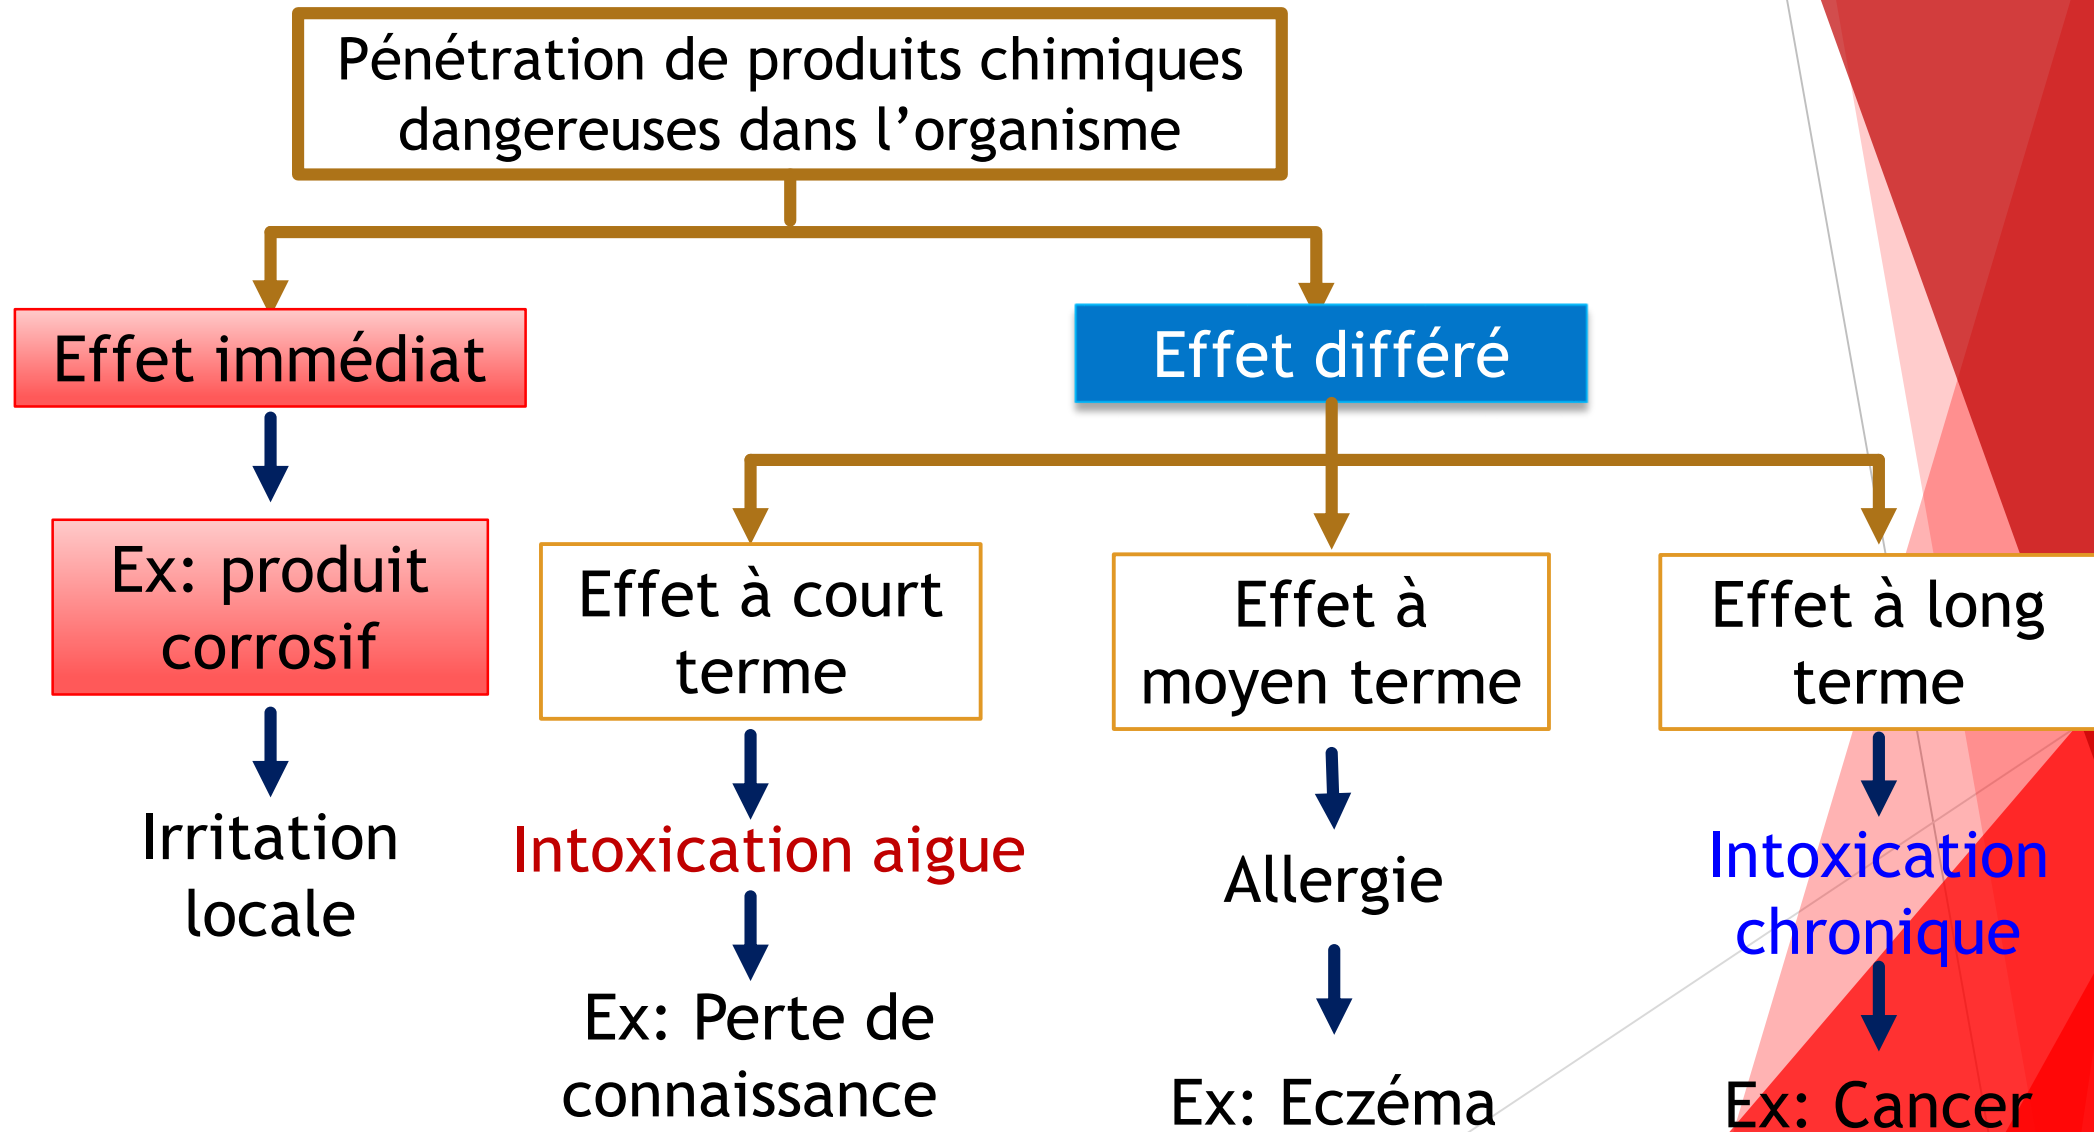 Pénétration de produits chimiques
dangereuses dans l’organisme
Effet immédiat
Effet différé
Ex: produit
corrosif
Effet à court
terme
Effet à
moyen terme
Effet à long
terme
Irritation
locale
Intoxication aigue
Allergie
Intoxication
chronique
Ex: Perte de
connaissance
Ex: Eczéma
Ex: Cancer